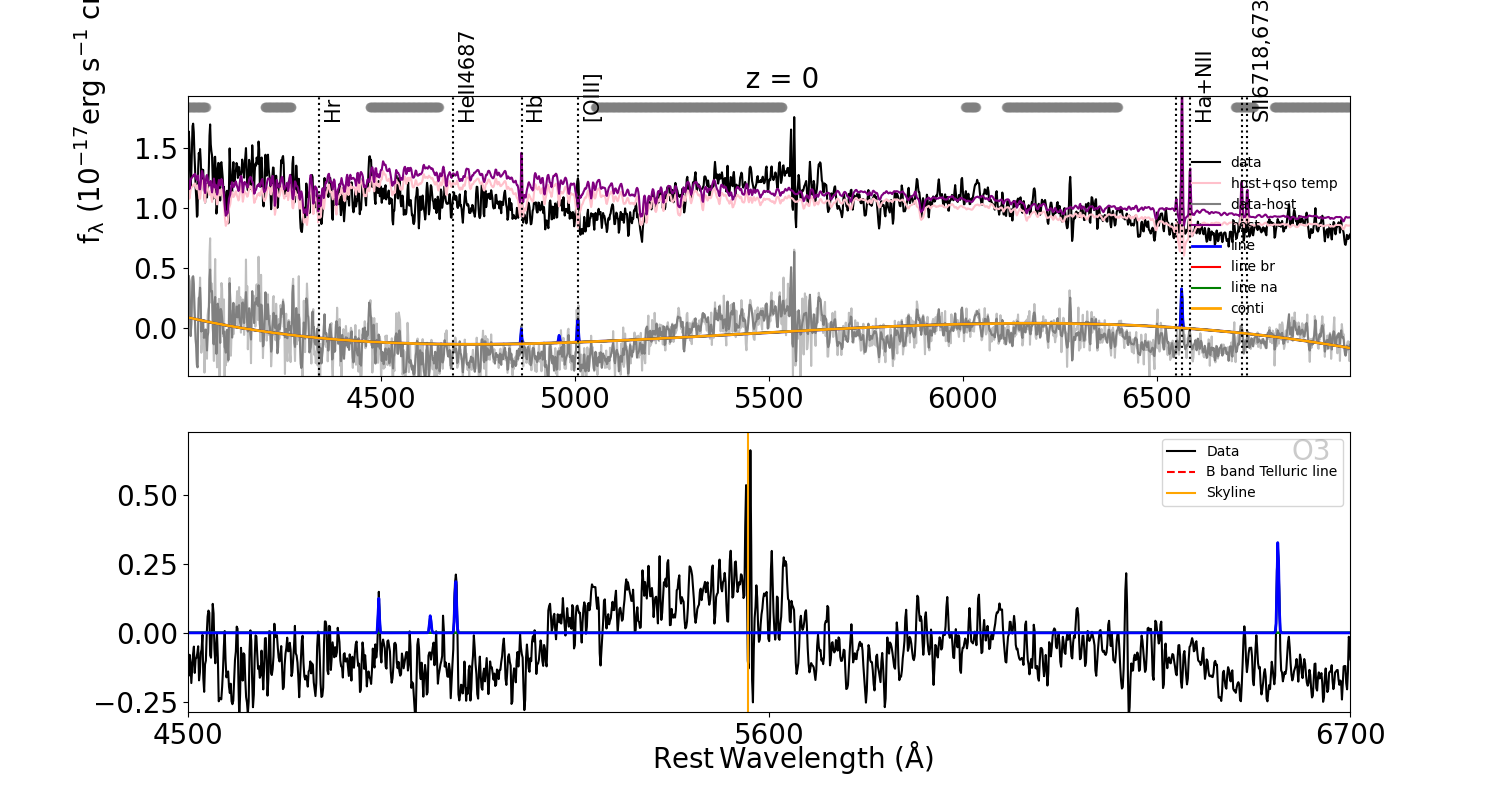 z = 0
f_λ (10^−17 erg s^−1
Hr
HeII4687
Hb
[OIII]
Ha+NII
SII6718,673
1.5
1.0
0.5
0.0
data
host+qso temp
data-host
host
line
line br
line na
conti
4500 5000 5500 6000 6500
O3
Data
B band Telluric line
Skyline
0.50
0.25
0.00
−0.25
4500 5600 6700
Rest Wavelength (Å)